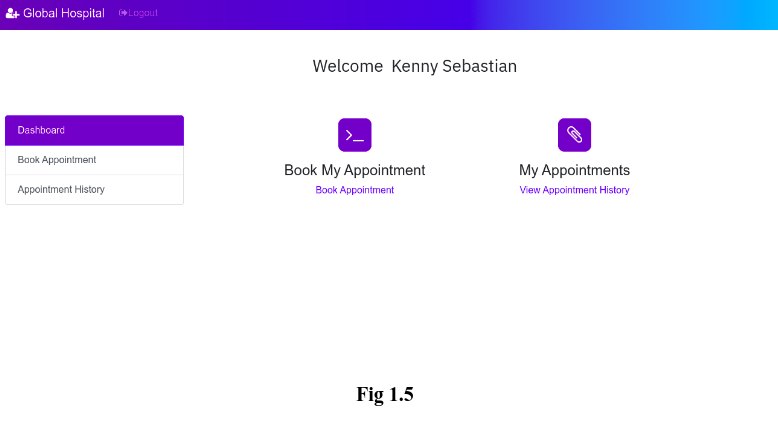 Global Hospital Logout
Welcome Kenny Sebastian
Dashboard
Book Appointment
Appointment History
Book My Appointment
Book Appointment
My Appointments
View Appointment History
Fig 1.5